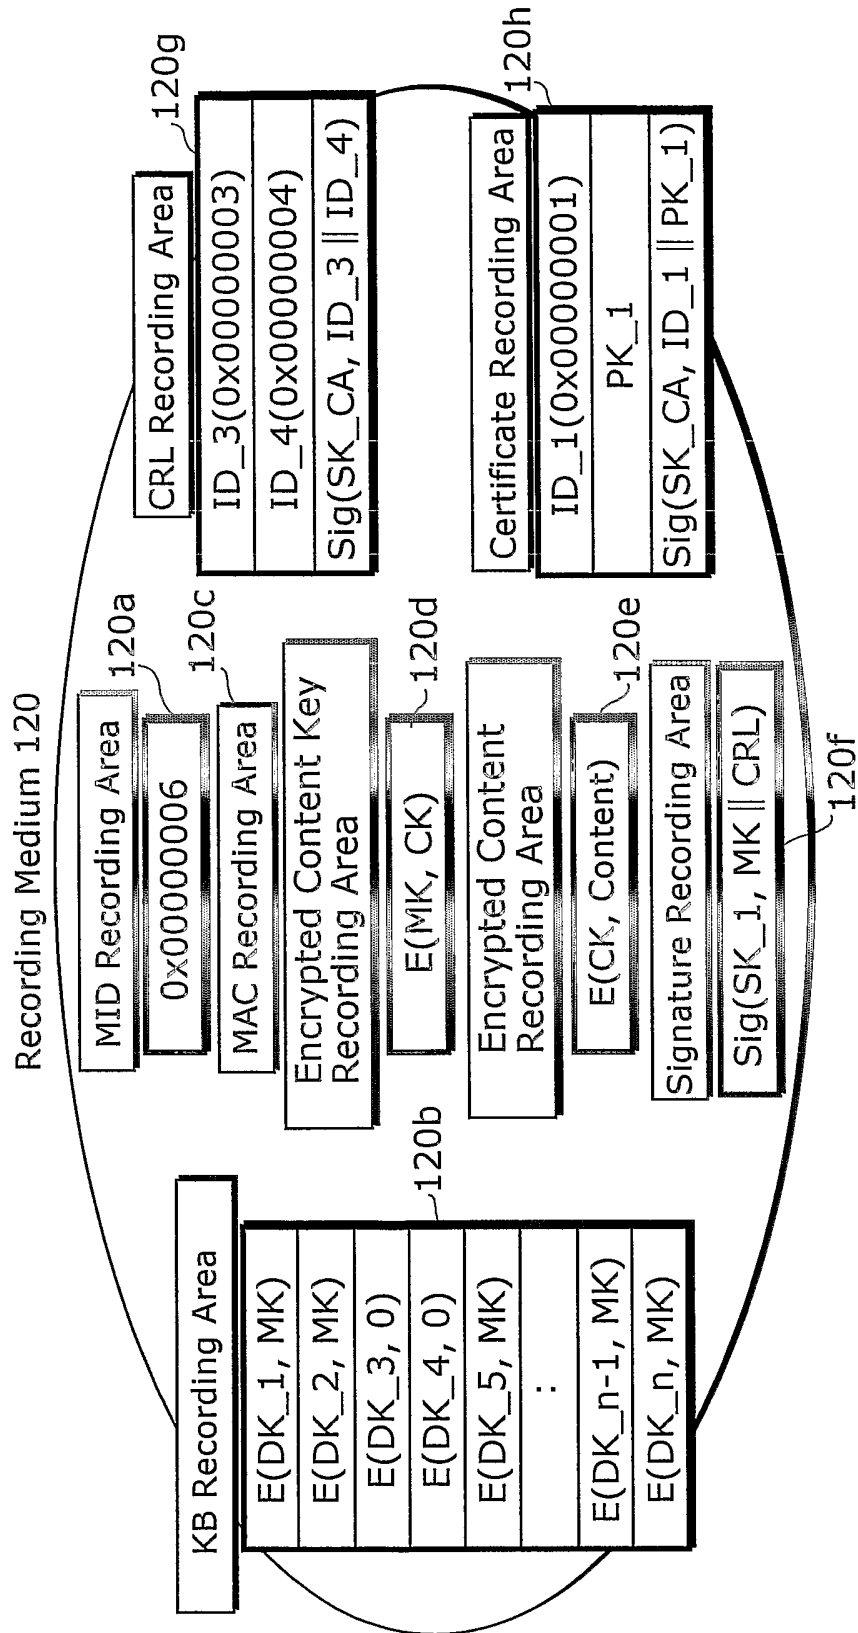 Recording Medium 120
KB Recording Area
E(DK_1, MK)
E(DK_2, MK)
E(DK_3, 0)
E(DK_4, 0)
E(DK_5, MK)
:
E(DK_n-1, MK)
E(DK_n, MK)
120b
MID Recording Area
120a
0x00000006
MAC Recording Area
120c
Encrypted Content Key
Recording Area
E(MK, CK)
120d
Encrypted Content
Recording Area
E(CK, Content)
120e
Signature Recording Area
Sig(SK_1, MK || CRL)
120f
CRL Recording Area
120g
ID_3(0x00000003)
ID_4(0x00000004)
Sig(SK_CA, ID_3 || ID_4)
Certificate Recording Area
120h
ID_1(0x00000001)
PK_1
Sig(SK_CA, ID_1 || PK_1)